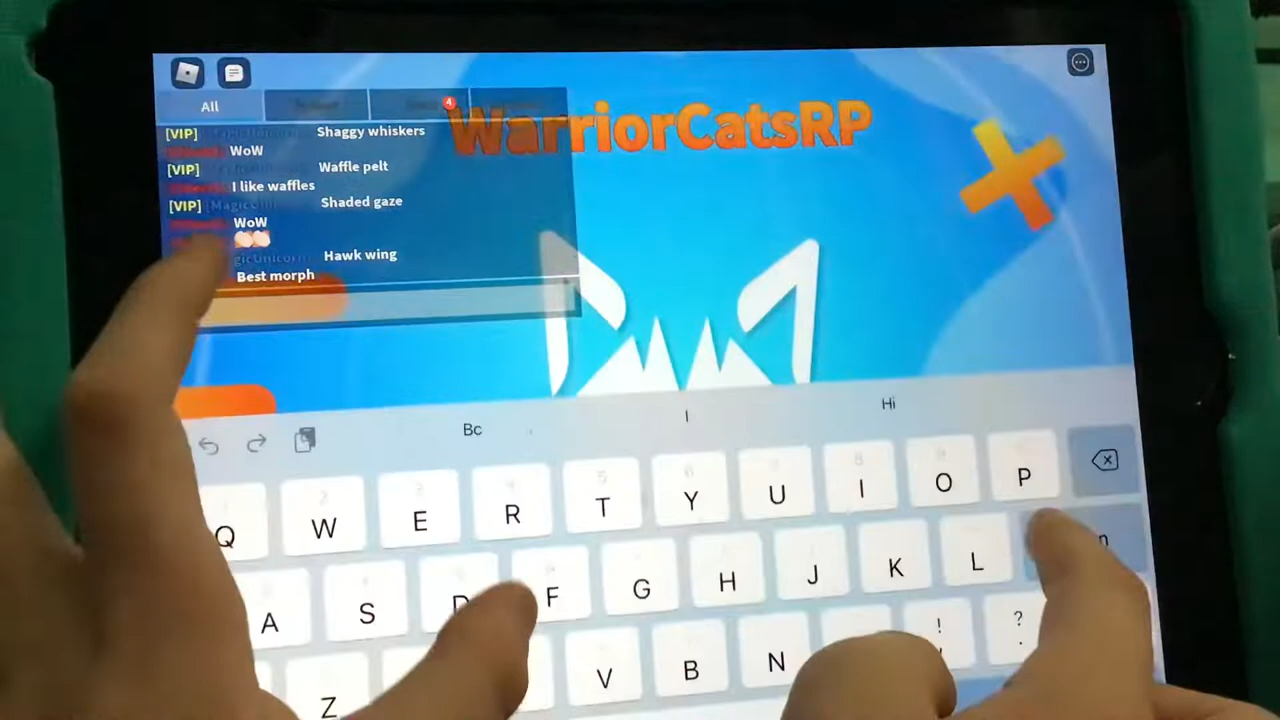 All
4
WarriorCatsRP
[VIP] Shaggy whiskers
WoW
[VIP] Waffle pelt
I like waffles
[VIP] Shaded gaze
WoW
Hawk wing
Best morph
Bc I Hi
Q W E R T Y U I O P
A S D F G H J K L
Z V B N ! ?